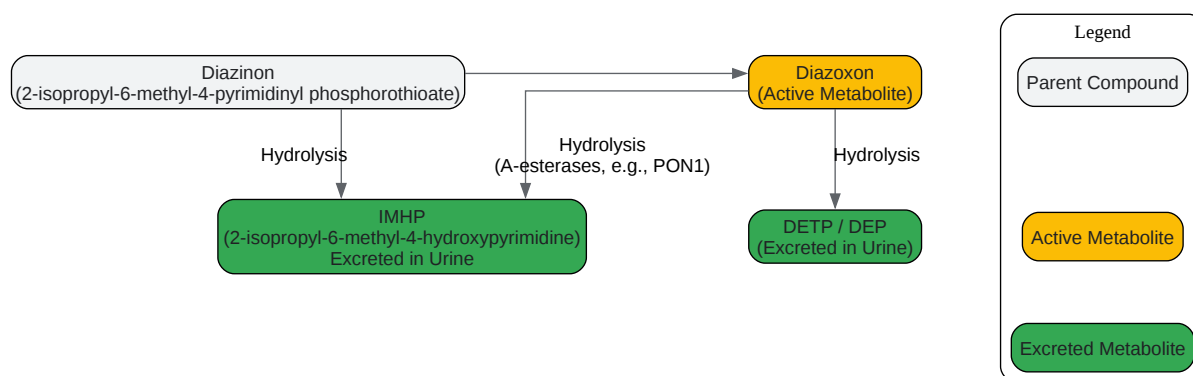 Legend
Diazinon
(2-isopropyl-6-methyl-4-pyrimidinyl phosphorothioate)
Diazoxon
(Active Metabolite)
Parent Compound
Hydrolysis
Hydrolysis
(A-esterases, e.g., PON1)
Hydrolysis
IMHP
(2-isopropyl-6-methyl-4-hydroxypyrimidine)
Excreted in Urine
DETP / DEP
(Excreted in Urine)
Active Metabolite
Excreted Metabolite